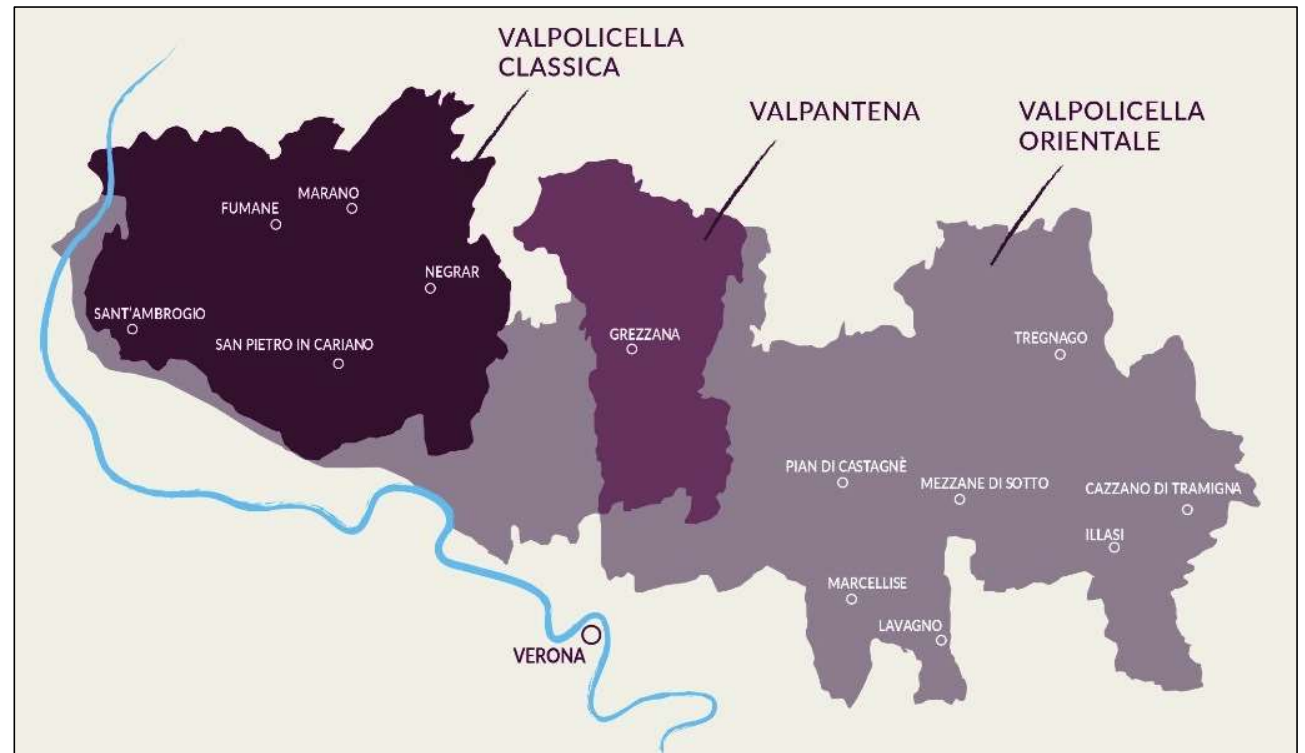 VALPOLICELLA
CLASSICA
VALPANTENA
VALPOLICELLA
ORIENTALE
MARANO
FUMANE
NEGRAR
SANT'AMBROGIO
SAN PIETRO IN CARIANO
GREZZANA
TREGNAGO
PIAN DI CASTAGNÈ
MEZZANE DI SOTTO
CAZZANO DI TRAMIGNA
ILLASI
MARCELLISE
LAVAGNO
VERONA